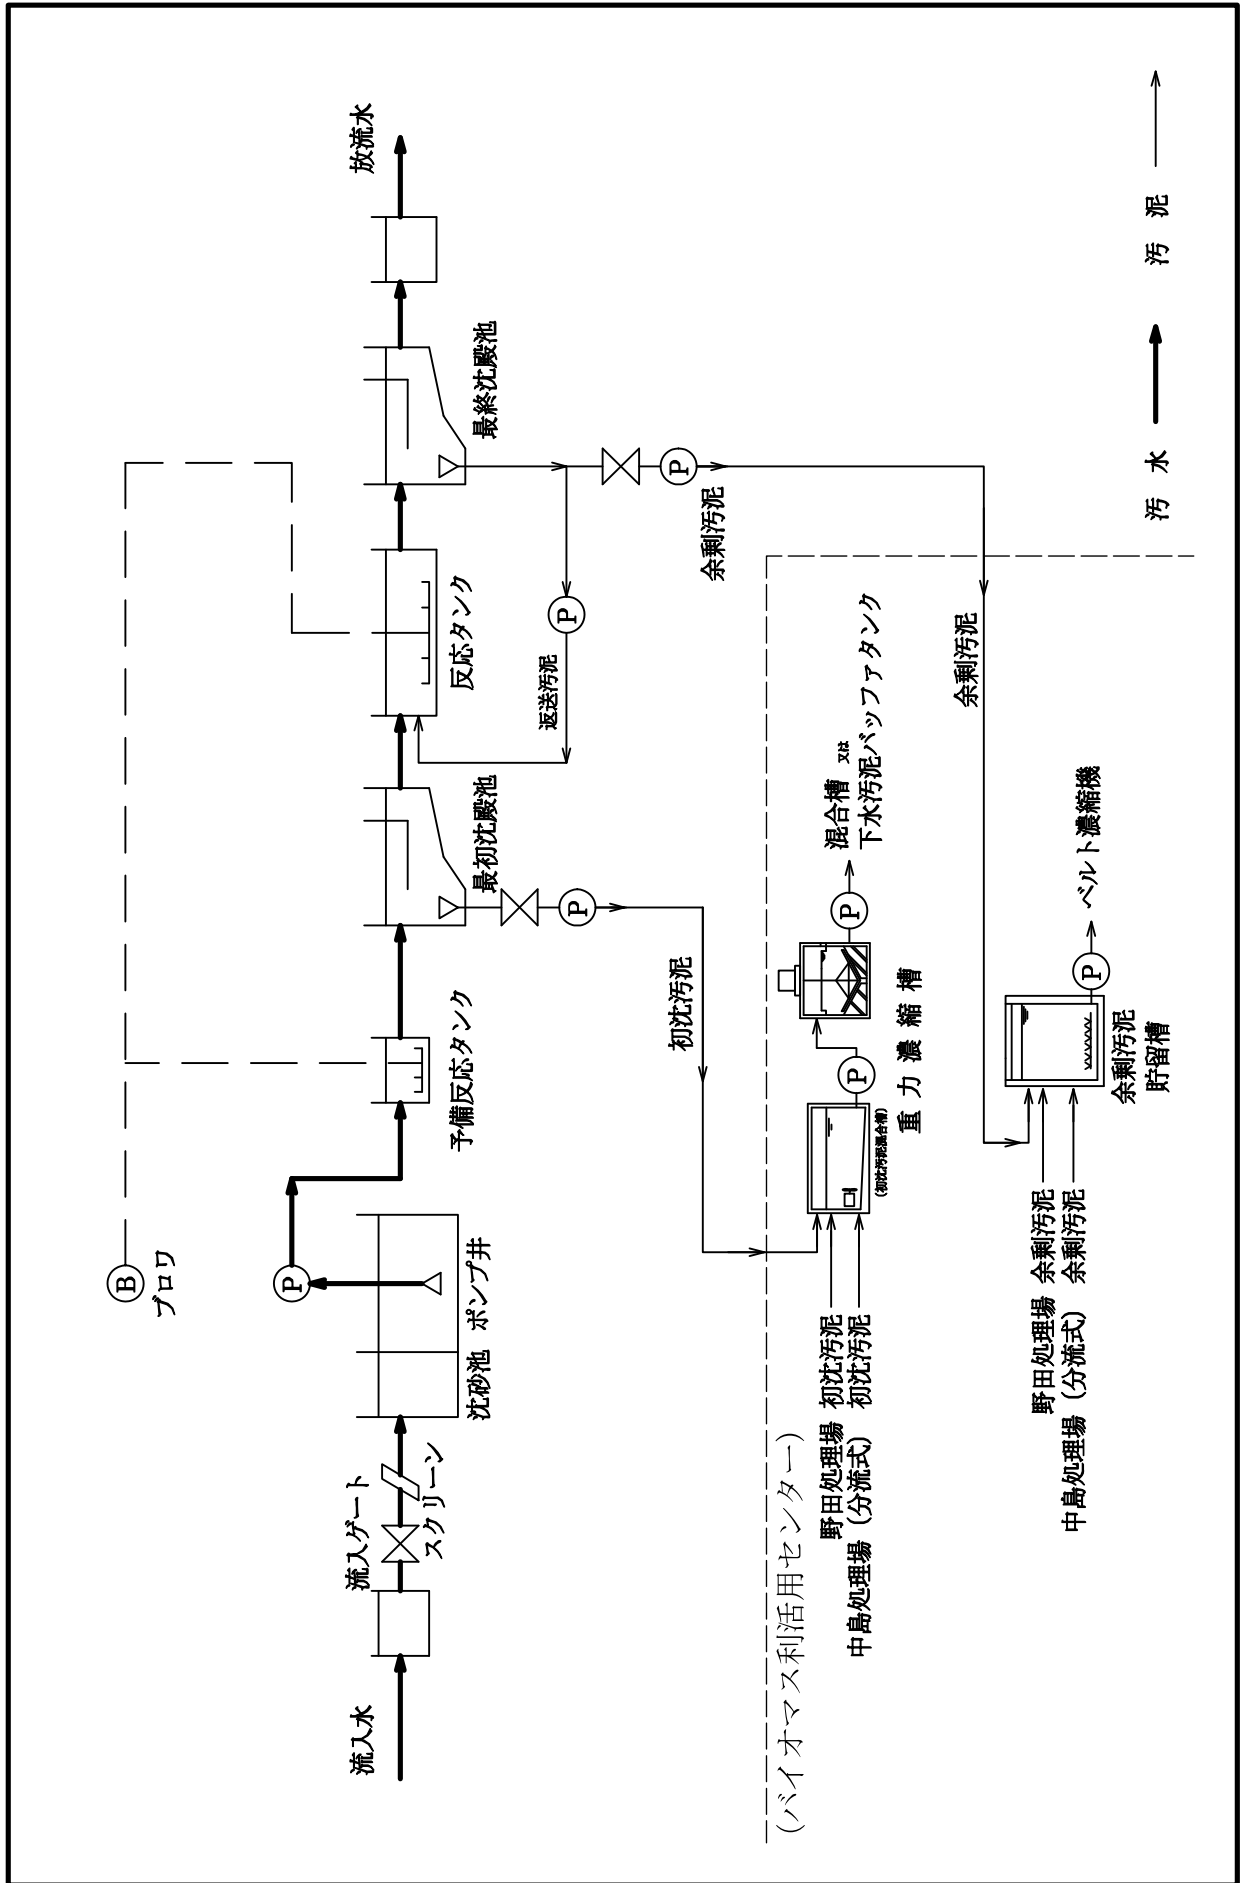 流入水
流入ゲート
スクリーン
沈砂池
ポンプ井
P
B
ブロワ
予備反応タンク
最初沈殿池
反応タンク
最終沈殿池
放流水
P
返送汚泥
P
余剰汚泥
P
初沈汚泥
余剰汚泥
(バイオマス利活用センター)
野田処理場 初沈汚泥
中島処理場 (分流式) 初沈汚泥
(初沈汚泥混合槽)
P
重力濃縮槽
P
混合槽 又は
下水汚泥バッファタンク
野田処理場 余剰汚泥
中島処理場 (分流式) 余剰汚泥
余剰汚泥
貯留槽
P
ベルト濃縮機
汚水
汚泥